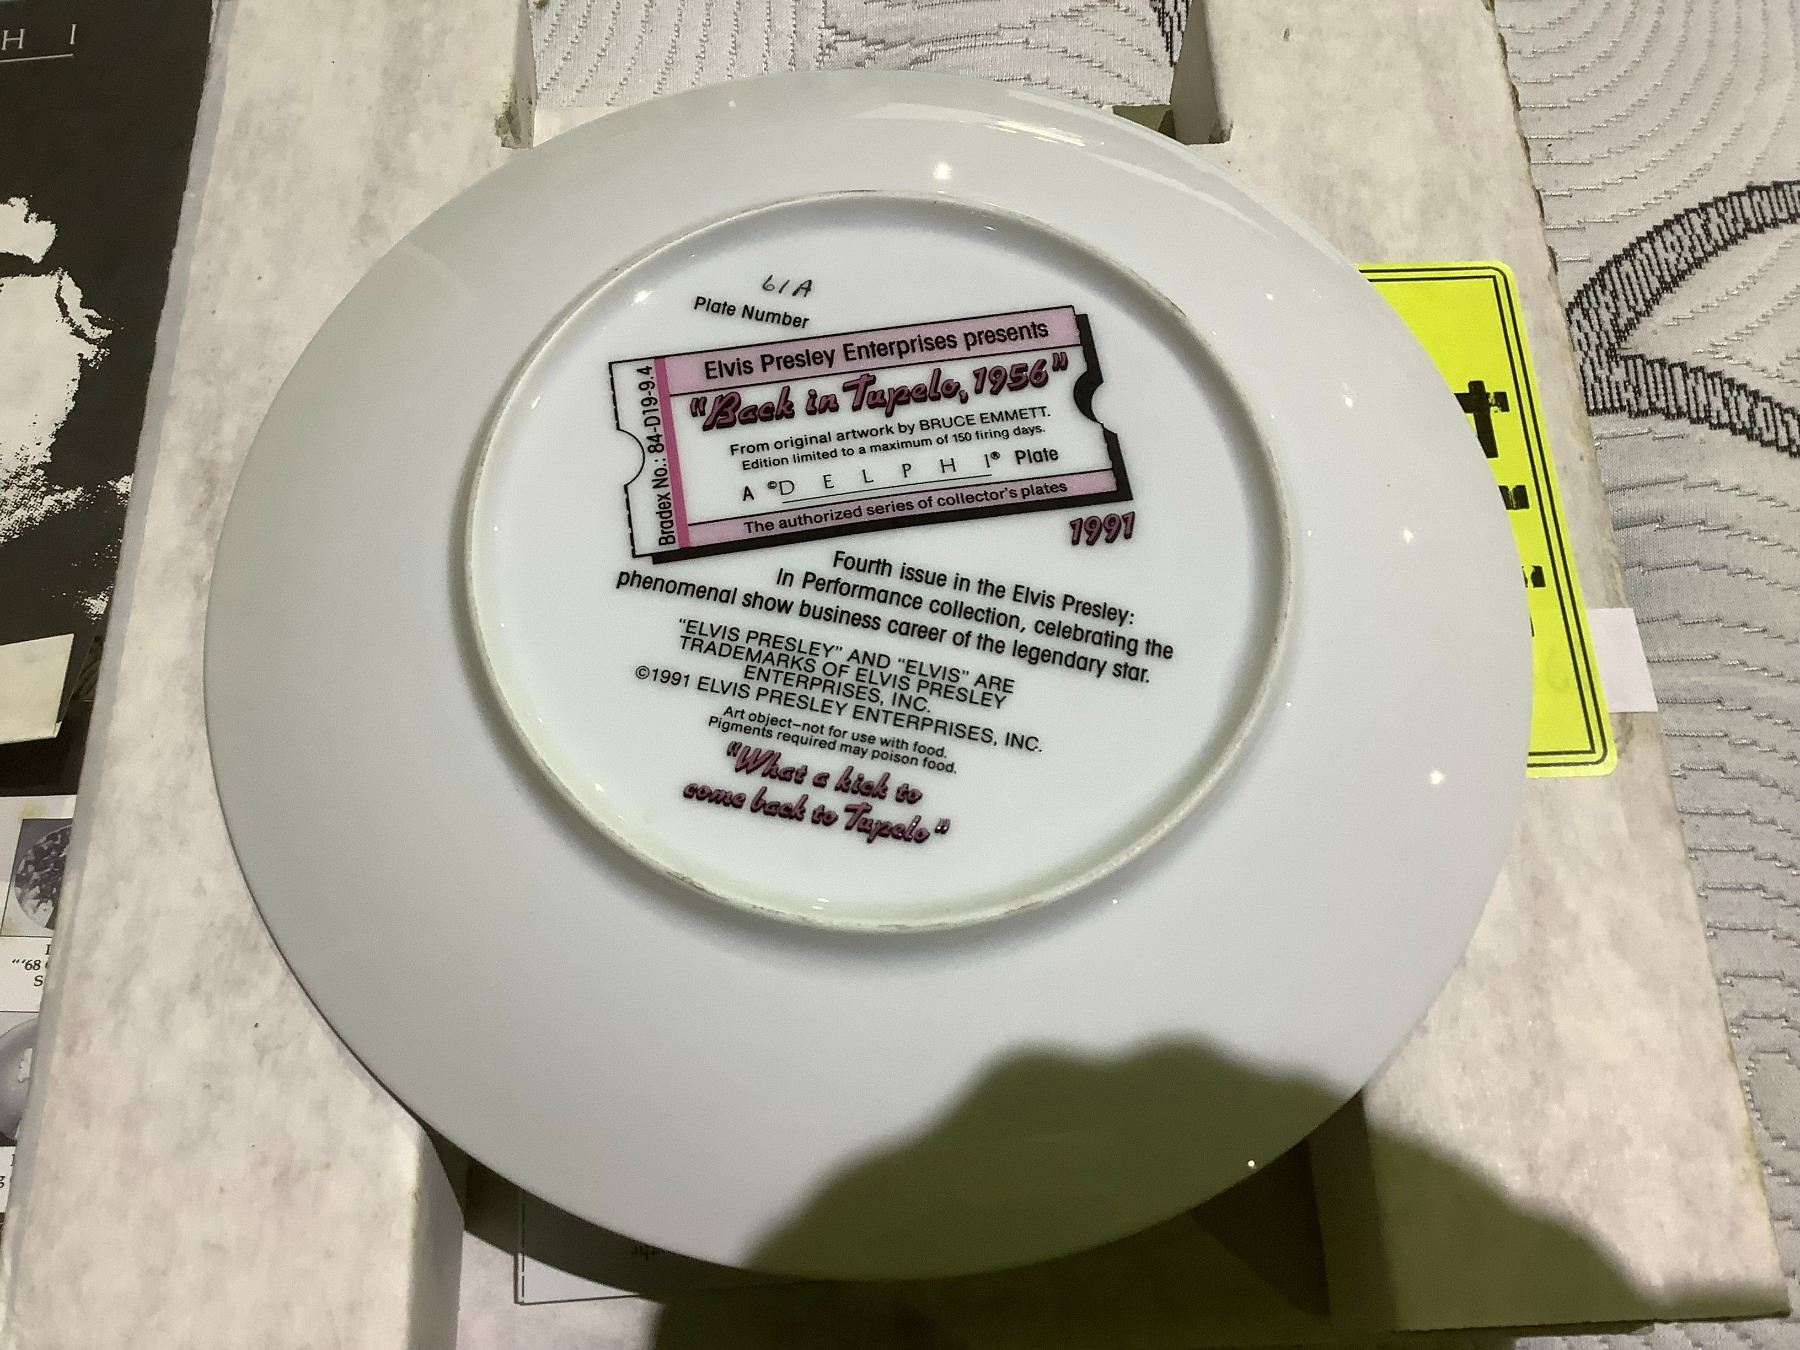 H I
61A
Plate Number
Elvis Presley Enterprises presents
"Back in Tupelo, 1956"
From original artwork by BRUCE EMMETT.
Edition limited to a maximum of 150 firing days.
A ©DELPHI® Plate
The authorized series of collector's plates
Bradex No.: 84-D19-9.4
1991
Fourth issue in the Elvis Presley:
In Performance collection, celebrating the
phenomenal show business career of the legendary star.
"ELVIS PRESLEY" AND "ELVIS" ARE
TRADEMARKS OF ELVIS PRESLEY
ENTERPRISES, INC.
©1991 ELVIS PRESLEY ENTERPRISES, INC.
Art object–not for use with food.
Pigments required may poison food.
"What a kick to
come back to Tupelo"
"'68
S